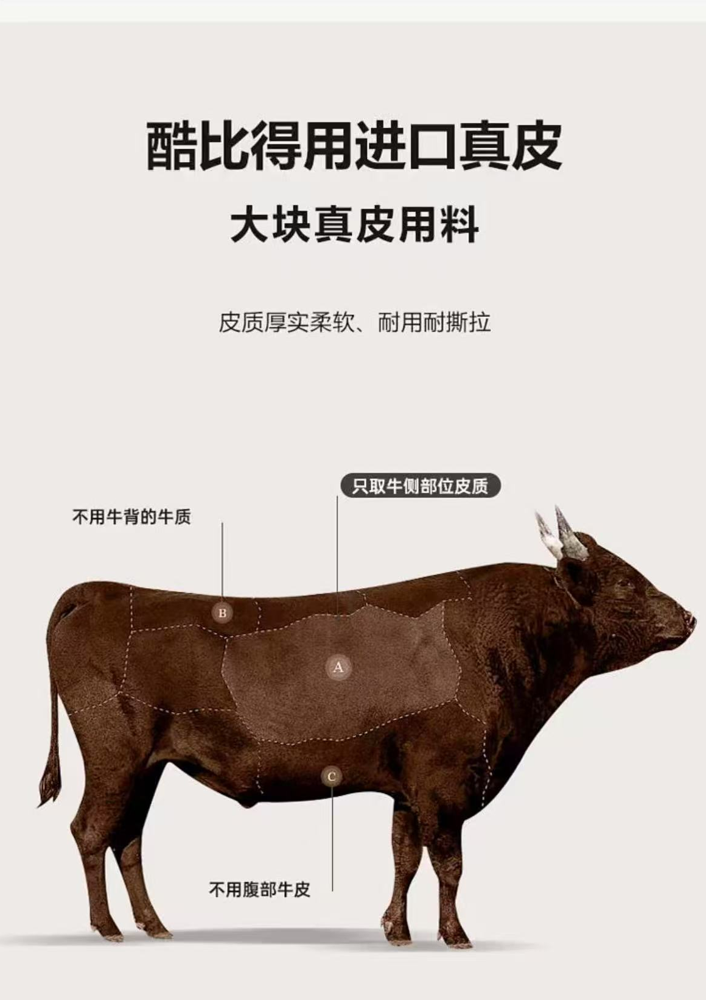 酷比得用进口真皮
大块真皮用料
皮质厚实柔软、耐用耐撕拉
只取牛侧部位皮质
不用牛背的牛质
B
A
C
不用腹部牛皮